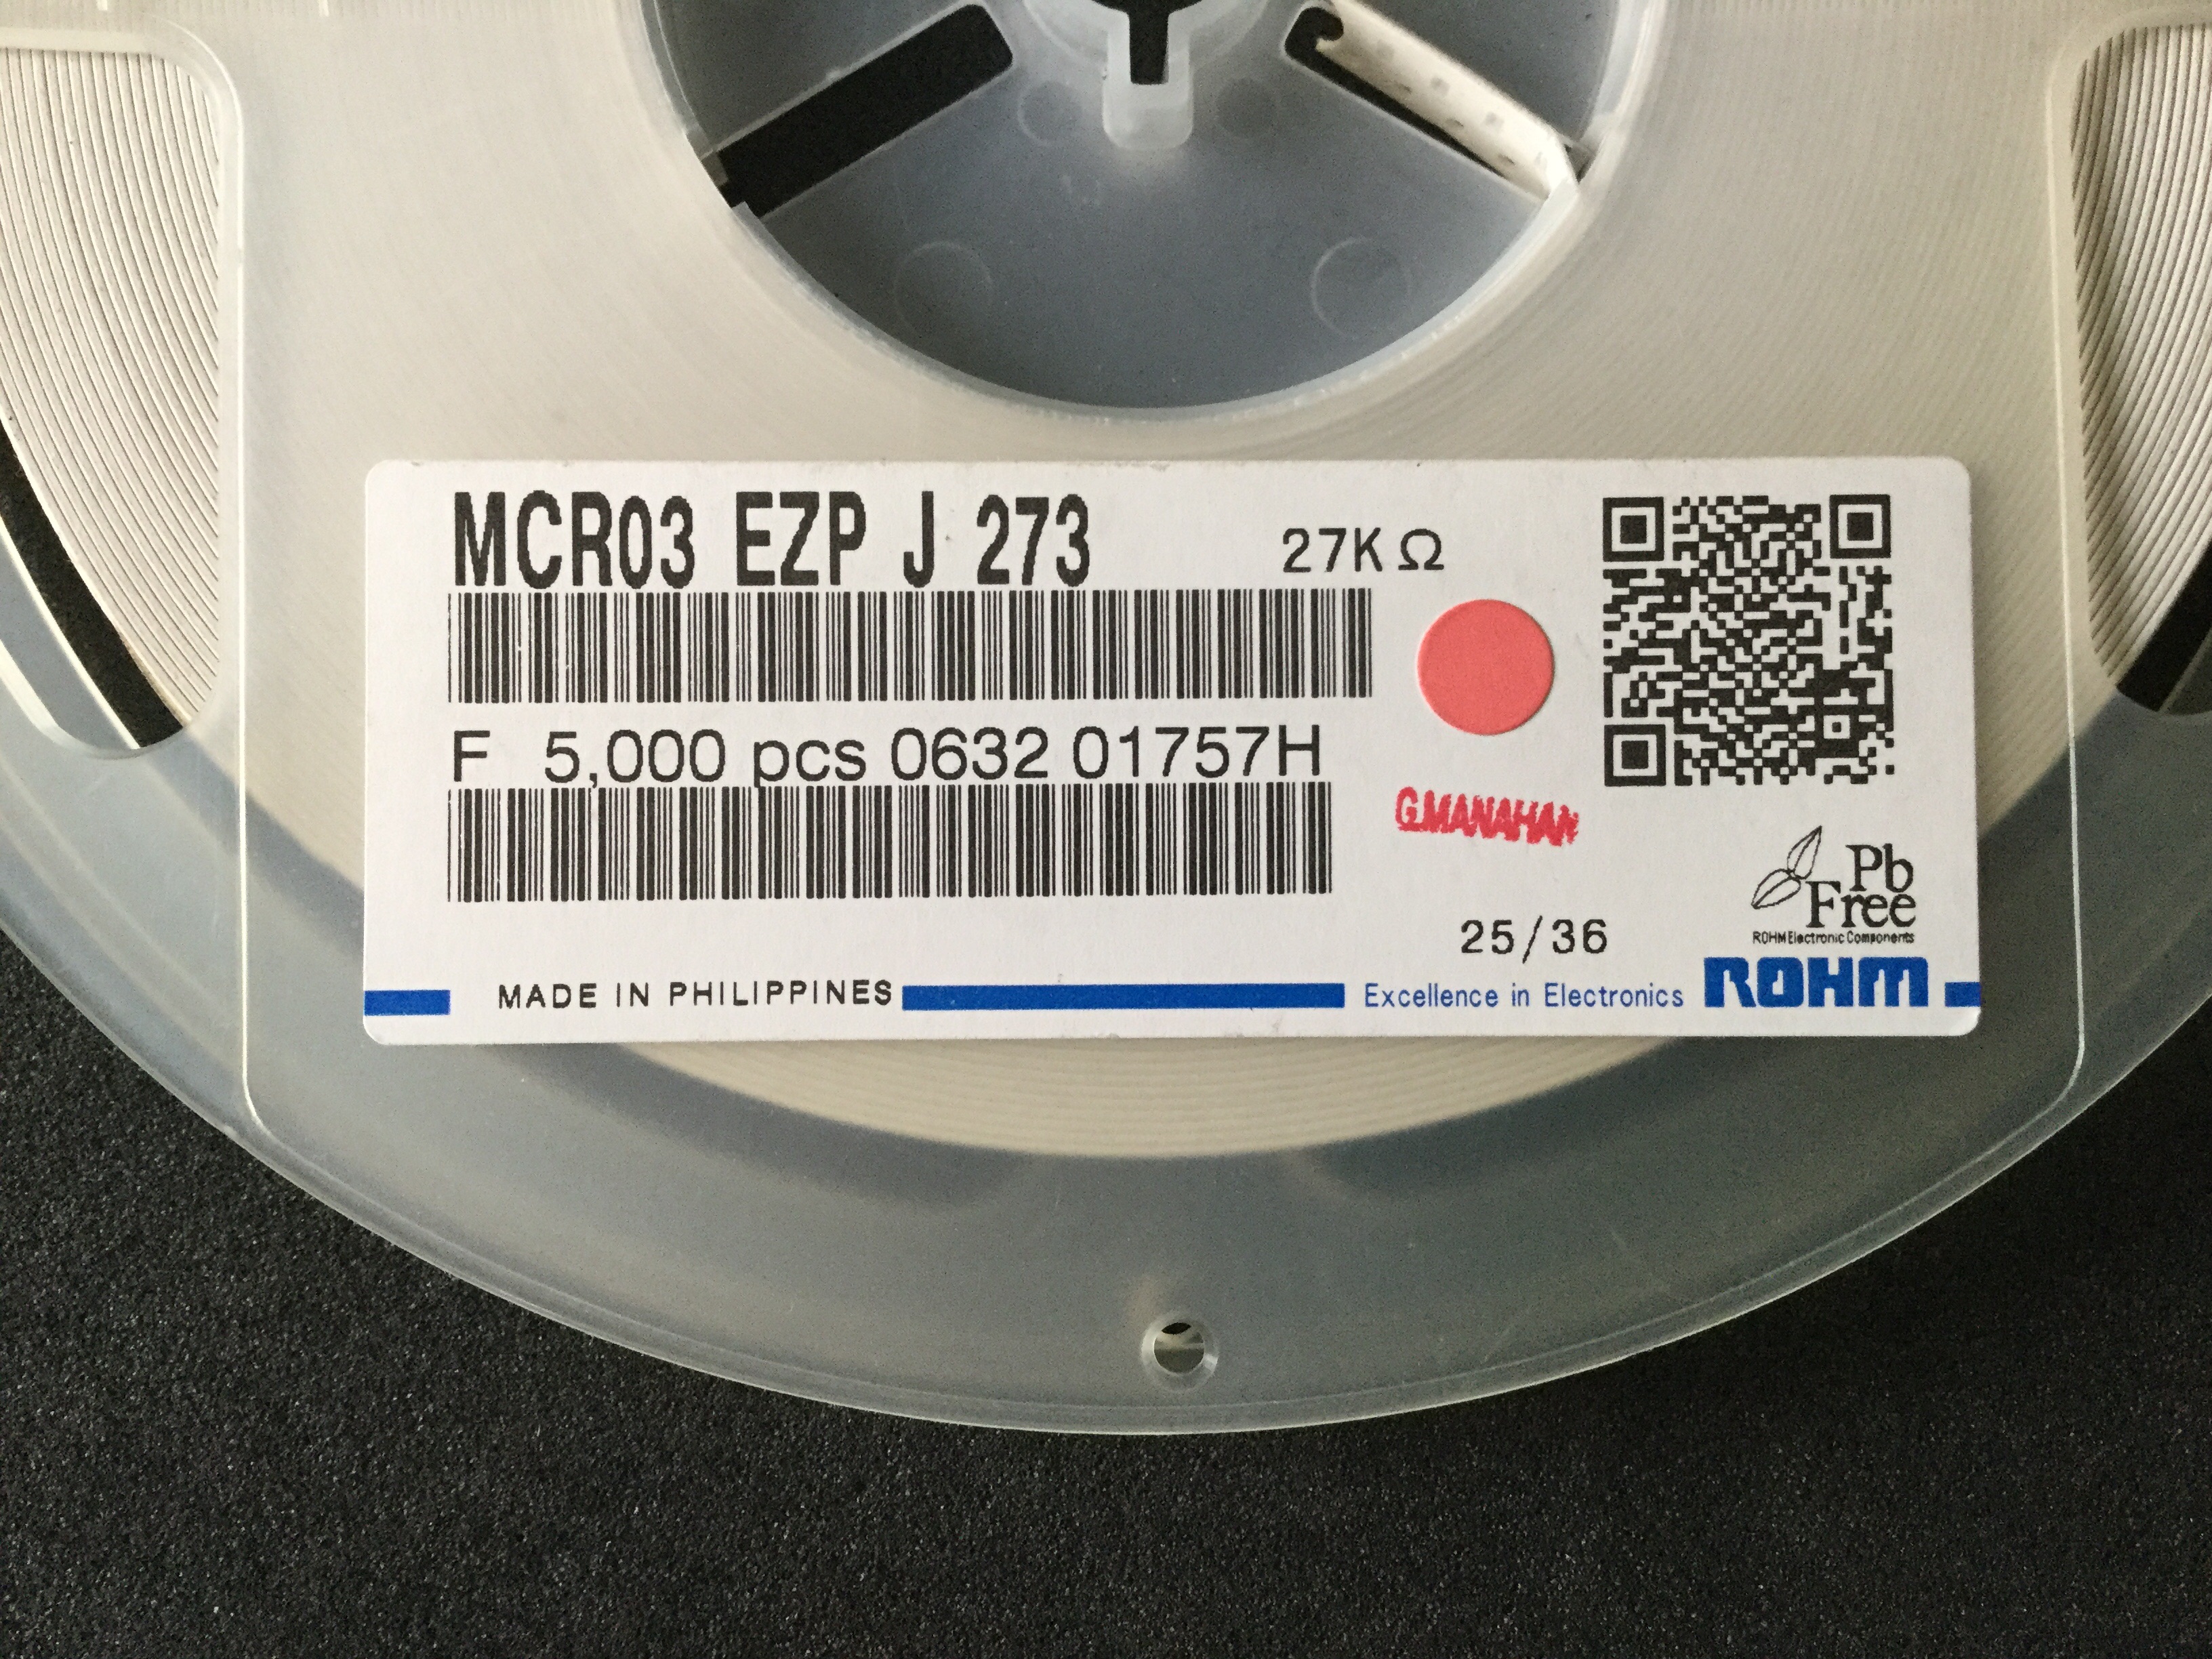 MCR03 EZP J 273
27KΩ
F 5,000 pcs 0632 01757H
G.MANAHAN
Pb
Free
ROHM Electronic Components
25/36
MADE IN PHILIPPINES
Excellence in Electronics
ROHM